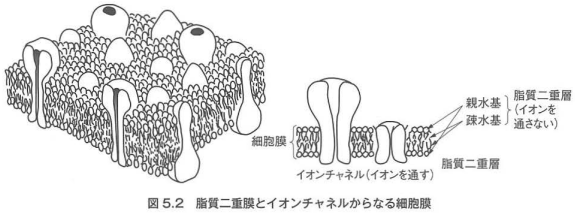 親水基
疎水基
脂質二重層
(イオンを
通さない)
細胞膜
脂質二重層
イオンチャネル(イオンを通す)
図 5.2 脂質二重膜とイオンチャネルからなる細胞膜